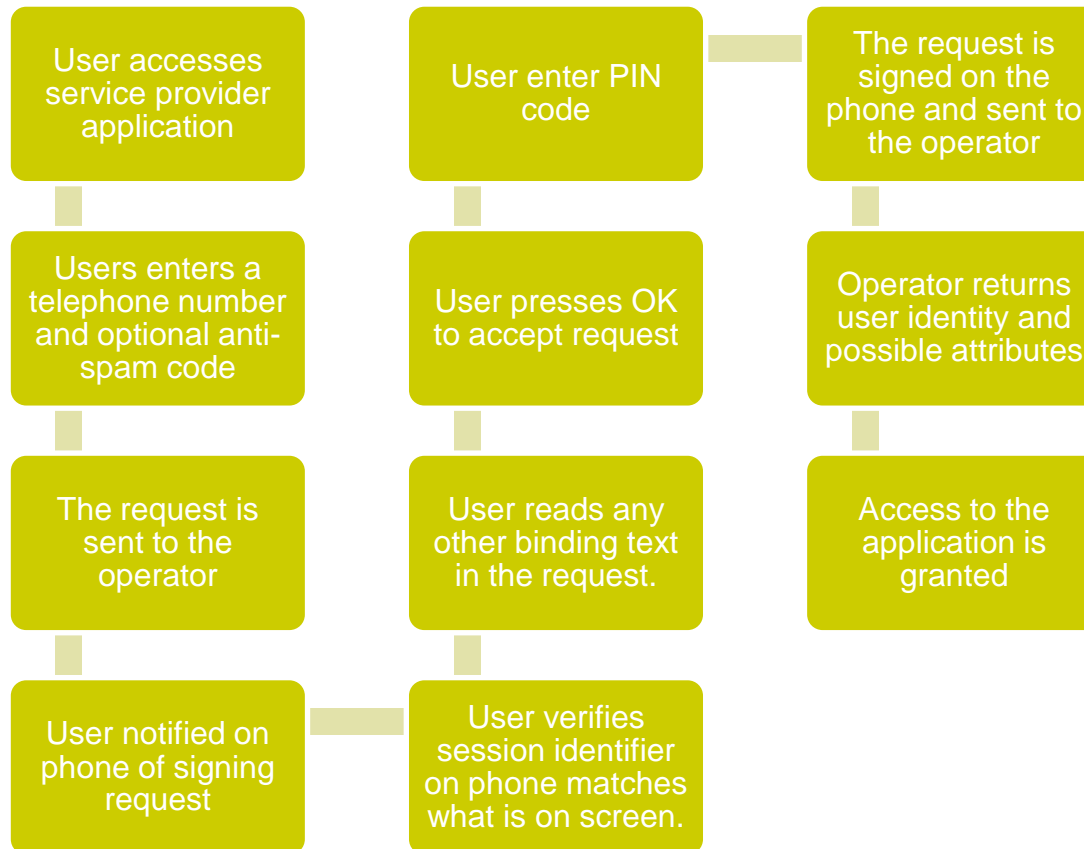 User accesses
service provider
application
Users enters a
telephone number
and optional anti-
spam code
The request is
sent to the
operator
User notified on
phone of signing
request
User verifies
session identifier
on phone matches
what is on screen.
User reads any
other binding text
in the request.
User presses OK
to accept request
User enter PIN
code
The request is
signed on the
phone and sent to
the operator
Operator returns
user identity and
possible attributes
Access to the
application is
granted